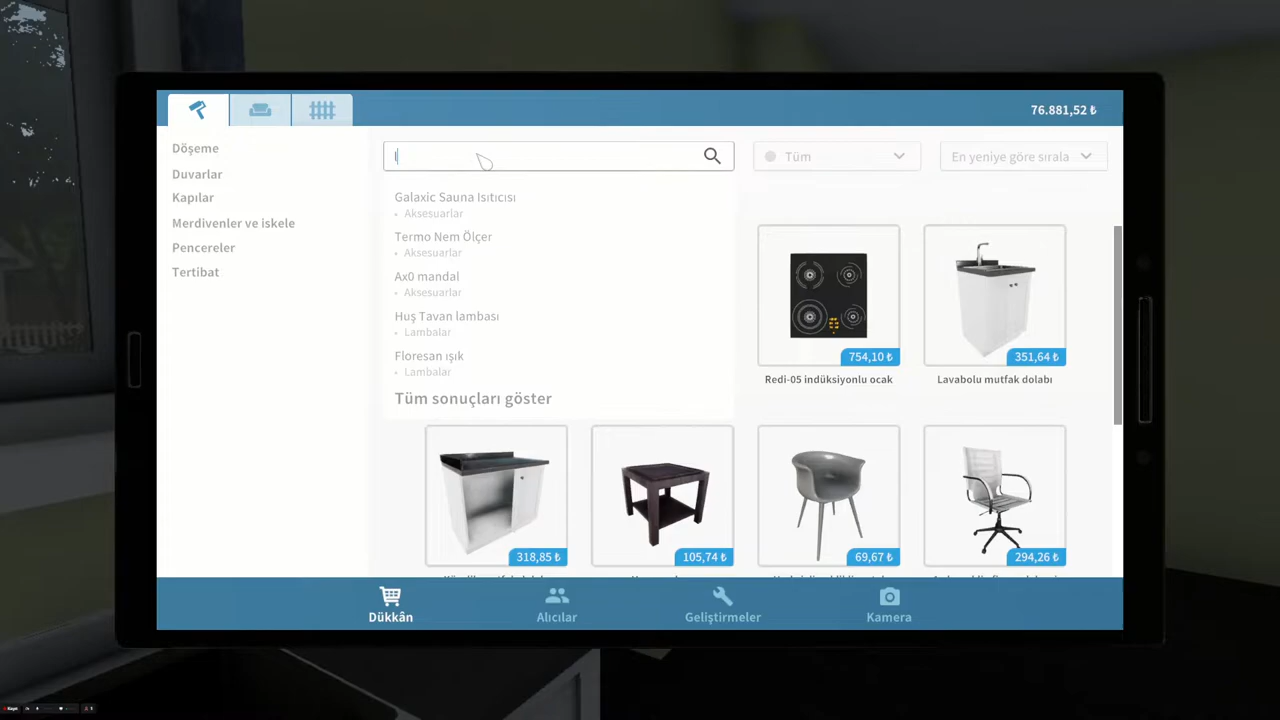 76.881,52 ₺
Döşeme
Duvarlar
Kapılar
Merdivenler ve iskele
Pencereler
Tertibat
l
Tüm
En yeniye göre sırala
Galaxic Sauna Isıtıcısı
• Aksesuarlar
Termo Nem Ölçer
• Aksesuarlar
Ax0 mandal
• Aksesuarlar
Huş Tavan lambası
• Lambalar
Floresan ışık
• Lambalar
Tüm sonuçları göster
754,10 ₺
351,64 ₺
Redi-05 indüksiyonlu ocak
Lavabolu mutfak dolabı
318,85 ₺
105,74 ₺
69,67 ₺
294,26 ₺
Dükkân
Alıcılar
Geliştirmeler
Kamera